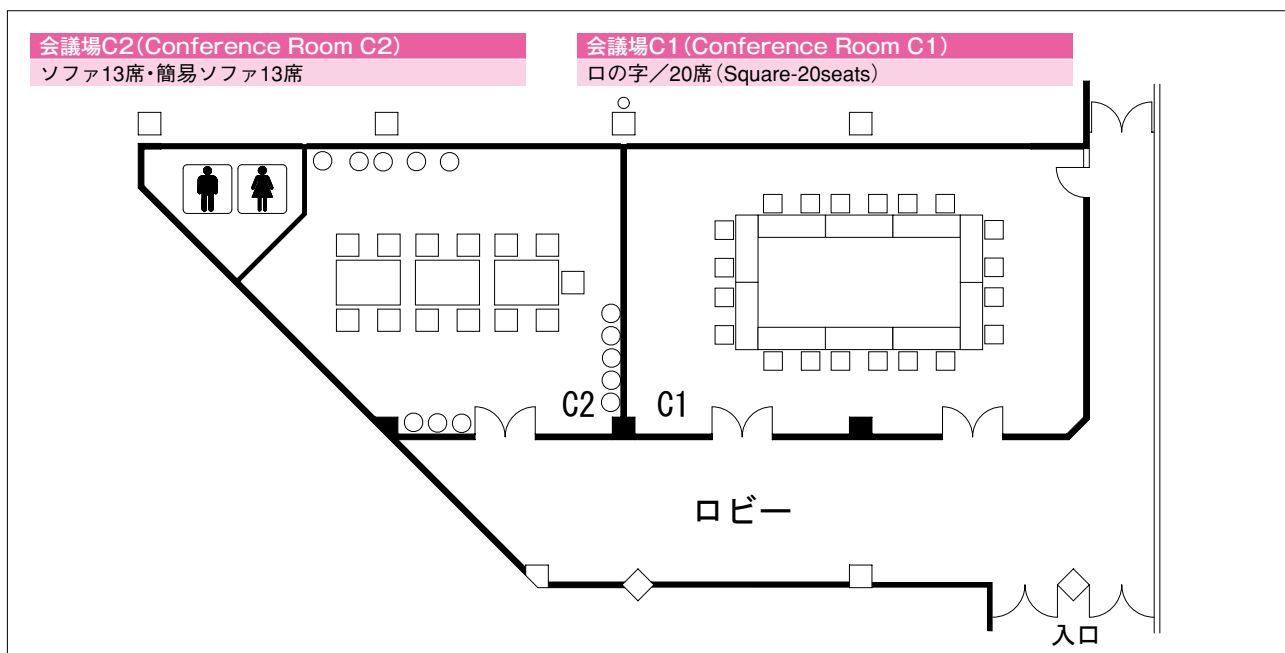 会議場C2(Conference Room C2)
ソファ13席・簡易ソファ13席
会議場C1(Conference Room C1)
ロの字／20席(Square-20seats)
C2
C1
ロビー
入口